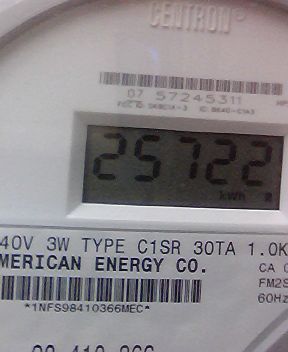 CENTRON®
07 57245311
25722
kWh
40V 3W TYPE C1SR 30TA 1.0K
MERICAN ENERGY CO.
CA 0
FM2S
60Hz
*1NFS98410366MEC*